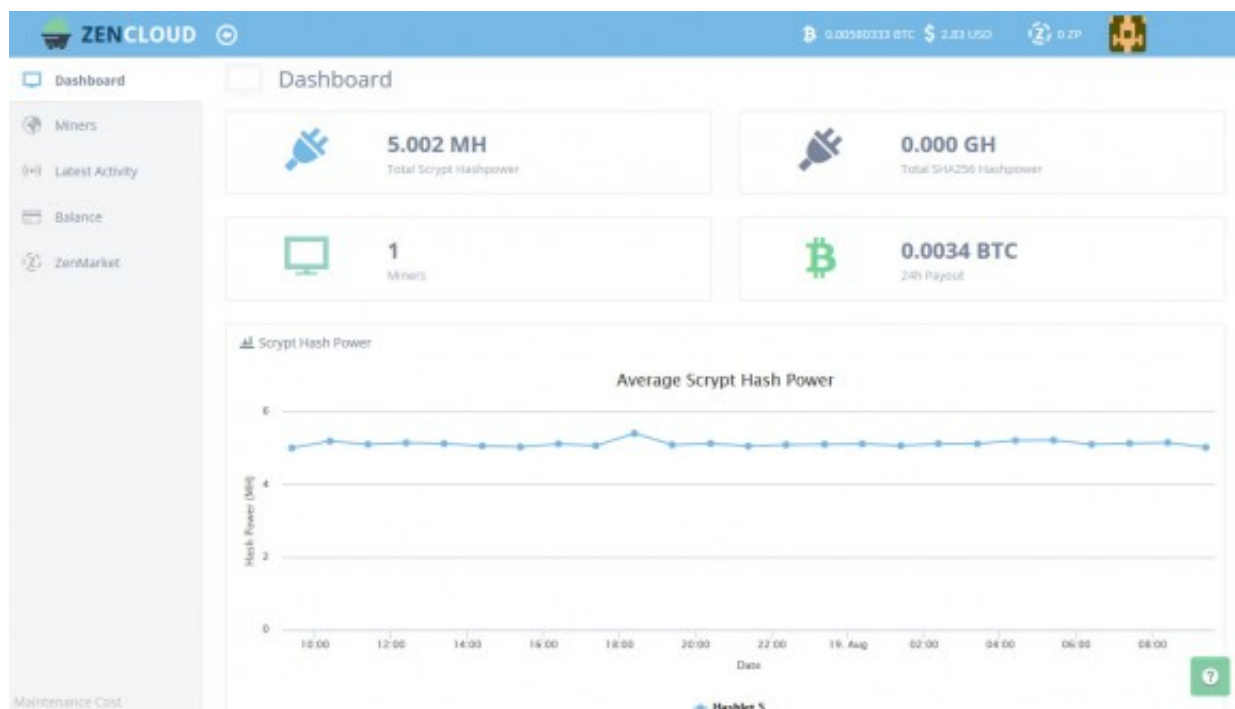 ZENCLOUD
0.00580333 BTC $ 2.83 USD
0 ZP
Dashboard
Miners
Latest Activity
Balance
ZenMarket
Maintenance Cost
Dashboard
5.002 MH
Total Scrypt Hashpower
0.000 GH
Total SHA256 Hashpower
1
Miners
0.0034 BTC
24h Payout
Scrypt Hash Power
Average Scrypt Hash Power
Hash Power (MH)
6
4
2
0
10:00 12:00 14:00 16:00 18:00 20:00 22:00 19. Aug 02:00 04:00 06:00 08:00
Date
Hashlet S